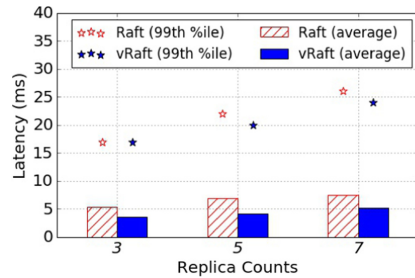 40
35
30
25
20
15
10
5
0
Latency (ms)
Raft (99th %ile)
vRaft (99th %ile)
Raft (average)
vRaft (average)
3
5
7
Replica Counts